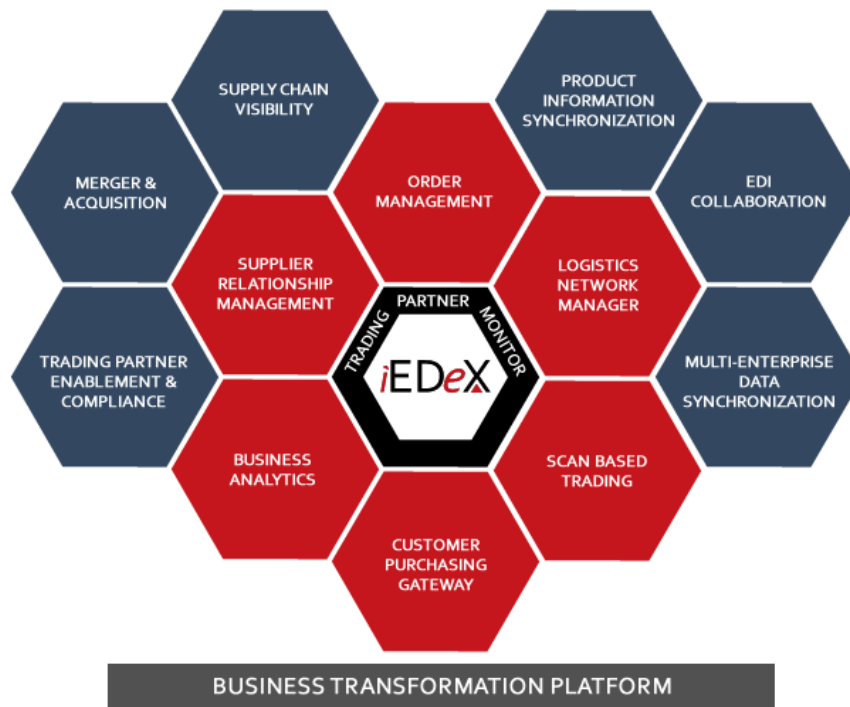 SUPPLY CHAIN
VISIBILITY
PRODUCT
INFORMATION
SYNCHRONIZATION
MERGER &
ACQUISITION
ORDER
MANAGEMENT
EDI
COLLABORATION
SUPPLIER
RELATIONSHIP
MANAGEMENT
LOGISTICS
NETWORK
MANAGER
TRADING PARTNER MONITOR
iEDeX
TRADING PARTNER
ENABLEMENT &
COMPLIANCE
MULTI-ENTERPRISE
DATA
SYNCHRONIZATION
BUSINESS
ANALYTICS
SCAN BASED
TRADING
CUSTOMER
PURCHASING
GATEWAY
BUSINESS TRANSFORMATION PLATFORM